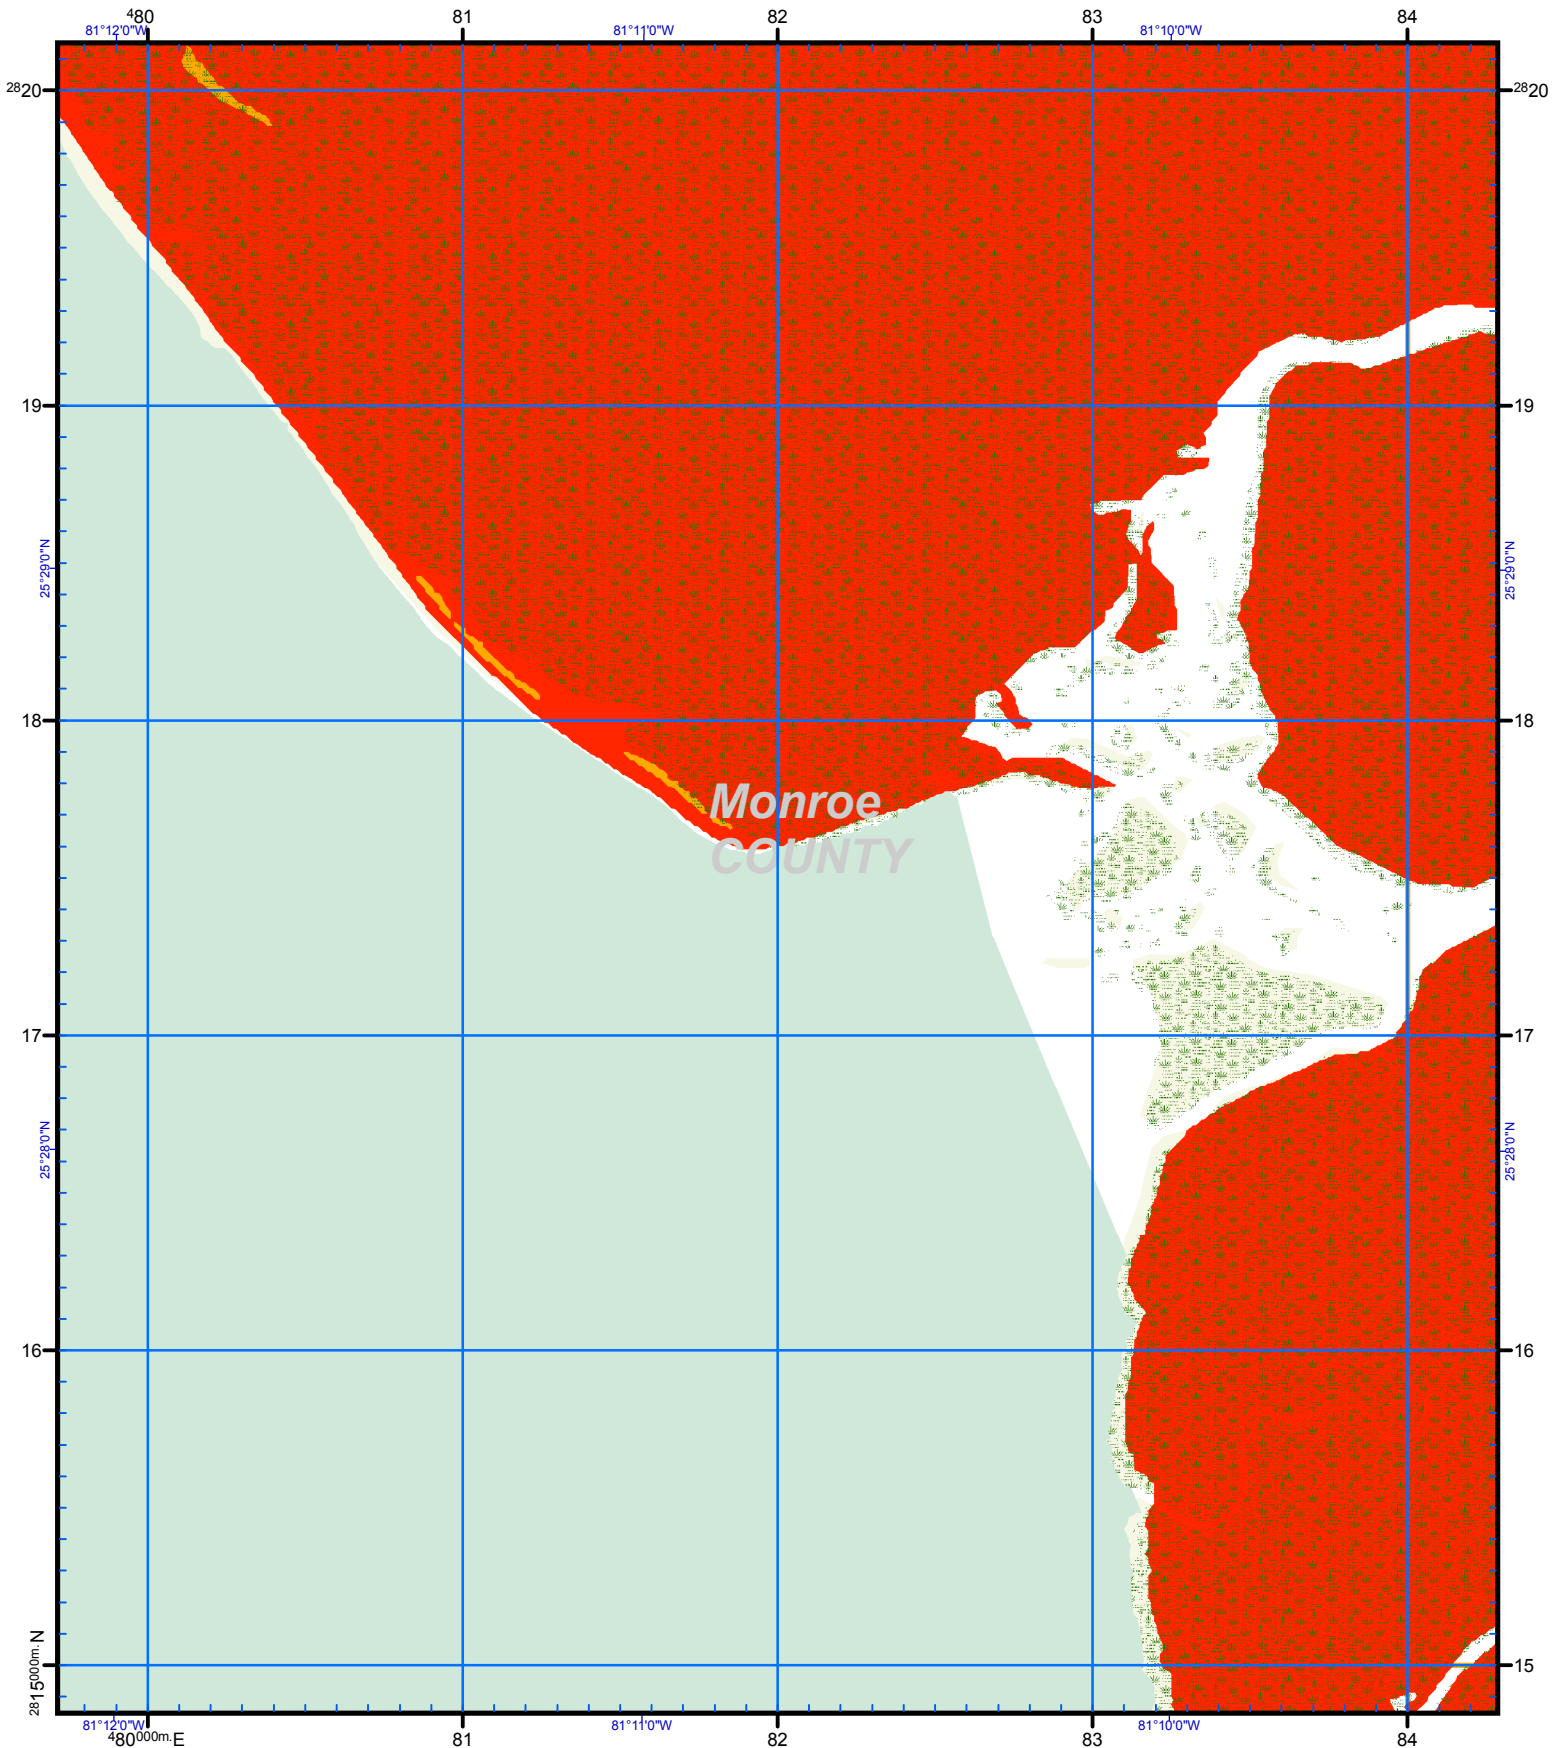 ⁴80 81 82 83 84
81°12'0"W 81°11'0"W 81°10'0"W
²⁸20 ²⁸20
19 19
25°29'0"N 25°29'0"N
18 18
Monroe
COUNTY
17 17
25°28'0"N 25°28'0"N
16 16
²⁸15⁰⁰⁰ᵐ·N 15
81°12'0"W 81°11'0"W 81°10'0"W
⁴80⁰⁰⁰ᵐ·E 81 82 83 84